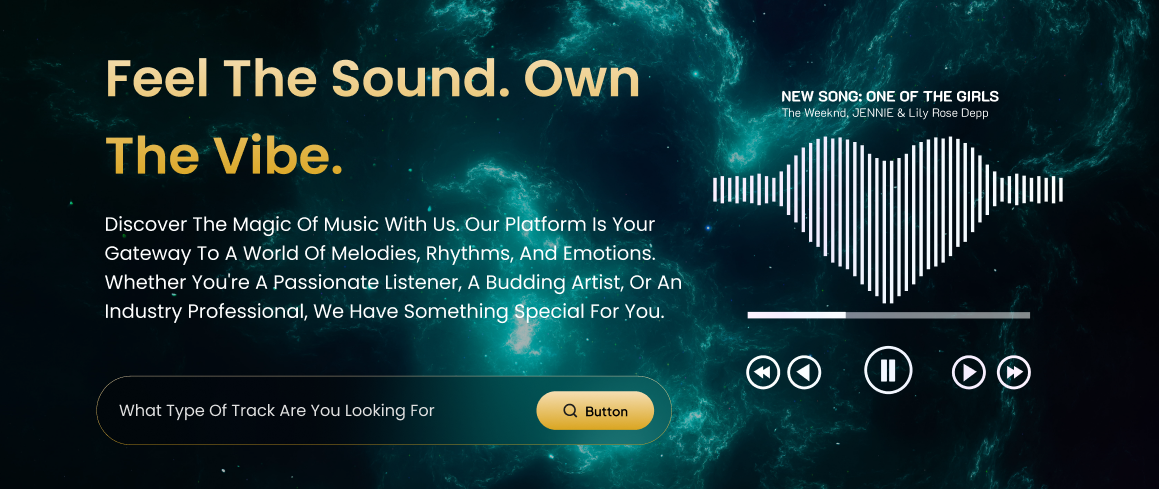 Feel The Sound. Own
The Vibe.
Discover The Magic Of Music With Us. Our Platform Is Your
Gateway To A World Of Melodies, Rhythms, And Emotions.
Whether You're A Passionate Listener, A Budding Artist, Or An
Industry Professional, We Have Something Special For You.
What Type Of Track Are You Looking For
Button
NEW SONG: ONE OF THE GIRLS
The Weeknd, JENNIE & Lily Rose Depp